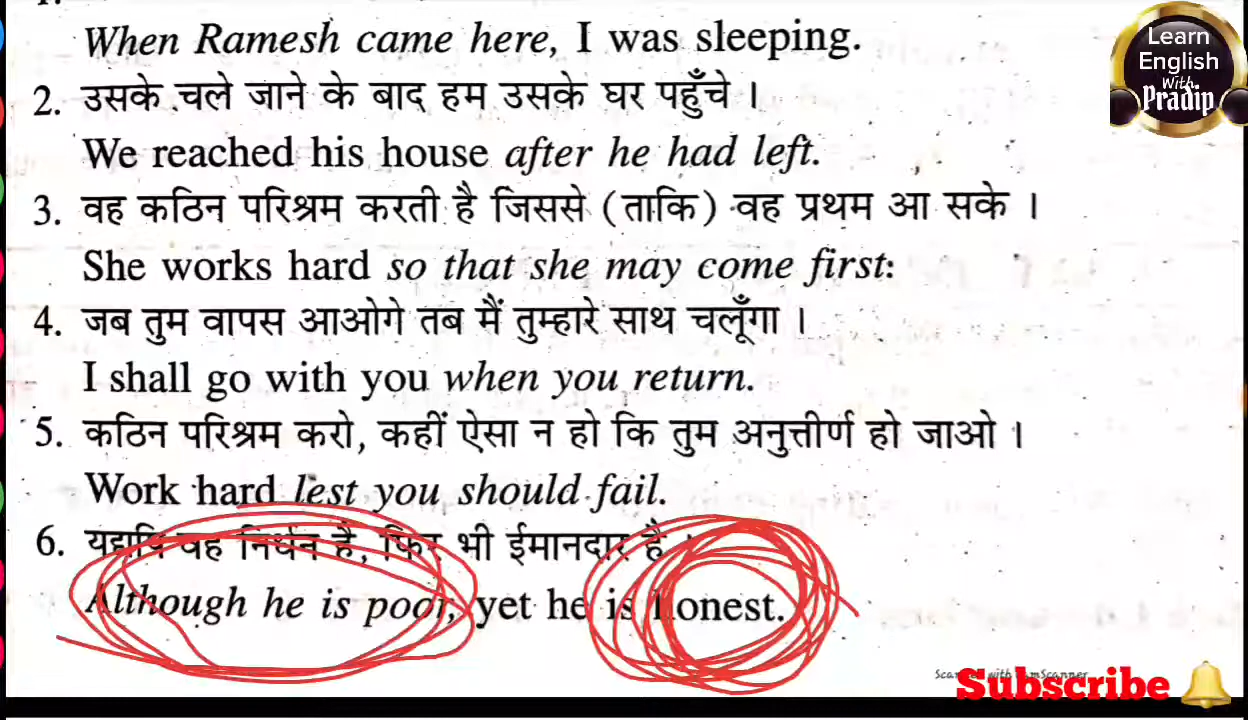 When Ramesh came here, I was sleeping.
2. उसके चले जाने के बाद हम उसके घर पहुँचे ।
We reached his house after he had left.
3. वह कठिन परिश्रम करती है जिससे (ताकि) वह प्रथम आ सके ।
She works hard so that she may come first:
4. जब तुम वापस आओगे तब मैं तुम्हारे साथ चलूँगा ।
I shall go with you when you return.
5. कठिन परिश्रम करो, कहीं ऐसा न हो कि तुम अनुत्तीर्ण हो जाओ ।
Work hard lest you should fail.
6. यद्यपि वह निर्धन है, फिर भी ईमानदार है ।
Although he is poor, yet he is honest.
Learn
English
With
Pradip
Subscribe